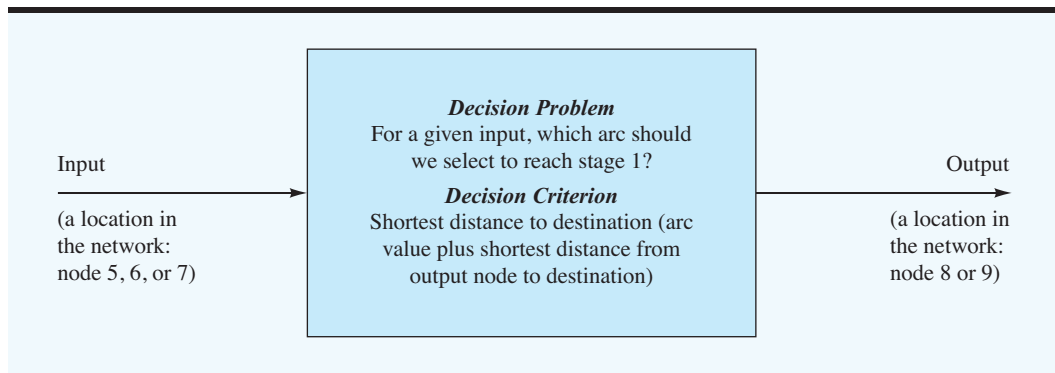 Input
(a location in
the network:
node 5, 6, or 7)
Decision Problem
For a given input, which arc should
we select to reach stage 1?
Decision Criterion
Shortest distance to destination (arc
value plus shortest distance from
output node to destination)
Output
(a location in
the network:
node 8 or 9)